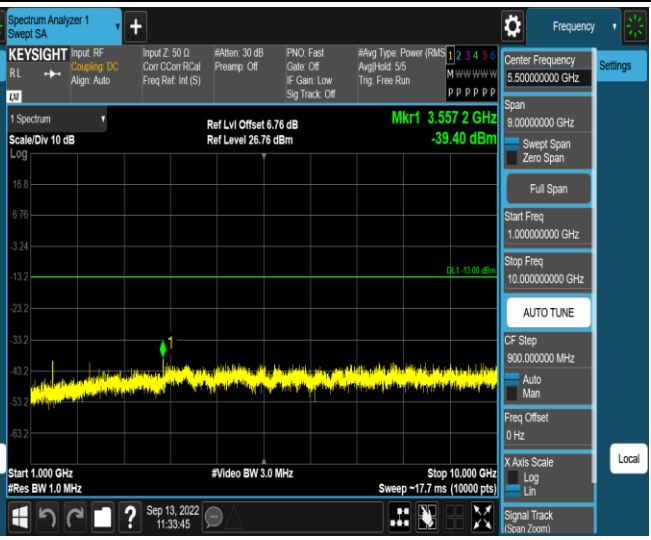 Spectrum Analyzer 1
Swept SA
+
Frequency
KEYSIGHT
RL
LXI
Input: RF
Coupling: DC
Align: Auto
Input Z: 50 Ω
Corr CCorr RCal
Freq Ref: Int (S)
#Atten: 30 dB
Preamp: Off
PNO: Fast
Gate: Off
IF Gain: Low
Sig Track: Off
#Avg Type: Power (RMS
Avg|Hold: 5/5
Trig: Free Run
1 2 3 4 5 6
M W W W W W
P P P P P P
Center Frequency
5.500000000 GHz
Settings
1 Spectrum
Scale/Div 10 dB
Log
Ref Lvl Offset 6.76 dB
Ref Level 26.76 dBm
Mkr1 3.557 2 GHz
-39.40 dBm
Span
9.00000000 GHz
Swept Span
Zero Span
Full Span
Start Freq
1.000000000 GHz
Stop Freq
10.000000000 GHz
AUTO TUNE
CF Step
900.000000 MHz
Auto
Man
Freq Offset
0 Hz
X Axis Scale
Log
Lin
Signal Track
(Span Zoom)
Local
16.8
6.76
-3.24
-13.2
-23.2
-33.2
-43.2
-53.2
-63.2
DL1 -13.00 dBm
1
Start 1.000 GHz
#Res BW 1.0 MHz
#Video BW 3.0 MHz
Stop 10.000 GHz
Sweep ~17.7 ms (10000 pts)
?
Sep 13, 2022
11:33:45